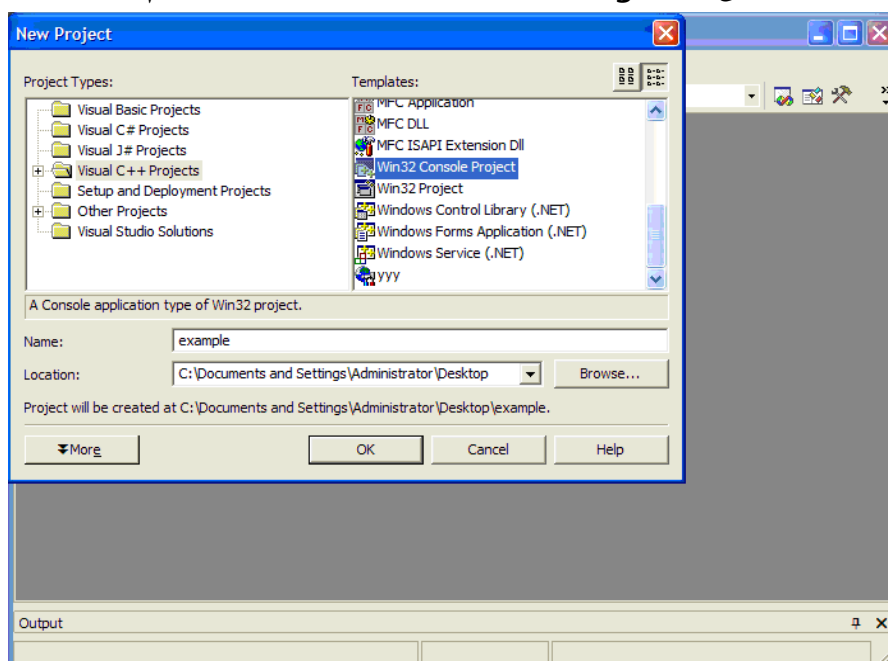 New Project
Project Types:
Templates:
Visual Basic Projects
Visual C# Projects
Visual J# Projects
Visual C++ Projects
Setup and Deployment Projects
Other Projects
Visual Studio Solutions
MFC Application
MFC DLL
MFC ISAPI Extension Dll
Win32 Console Project
Win32 Project
Windows Control Library (.NET)
Windows Forms Application (.NET)
Windows Service (.NET)
yyy
A Console application type of Win32 project.
Name:
example
Location:
C:\Documents and Settings\Administrator\Desktop
Browse...
Project will be created at C:\Documents and Settings\Administrator\Desktop\example.
More
OK
Cancel
Help
Output